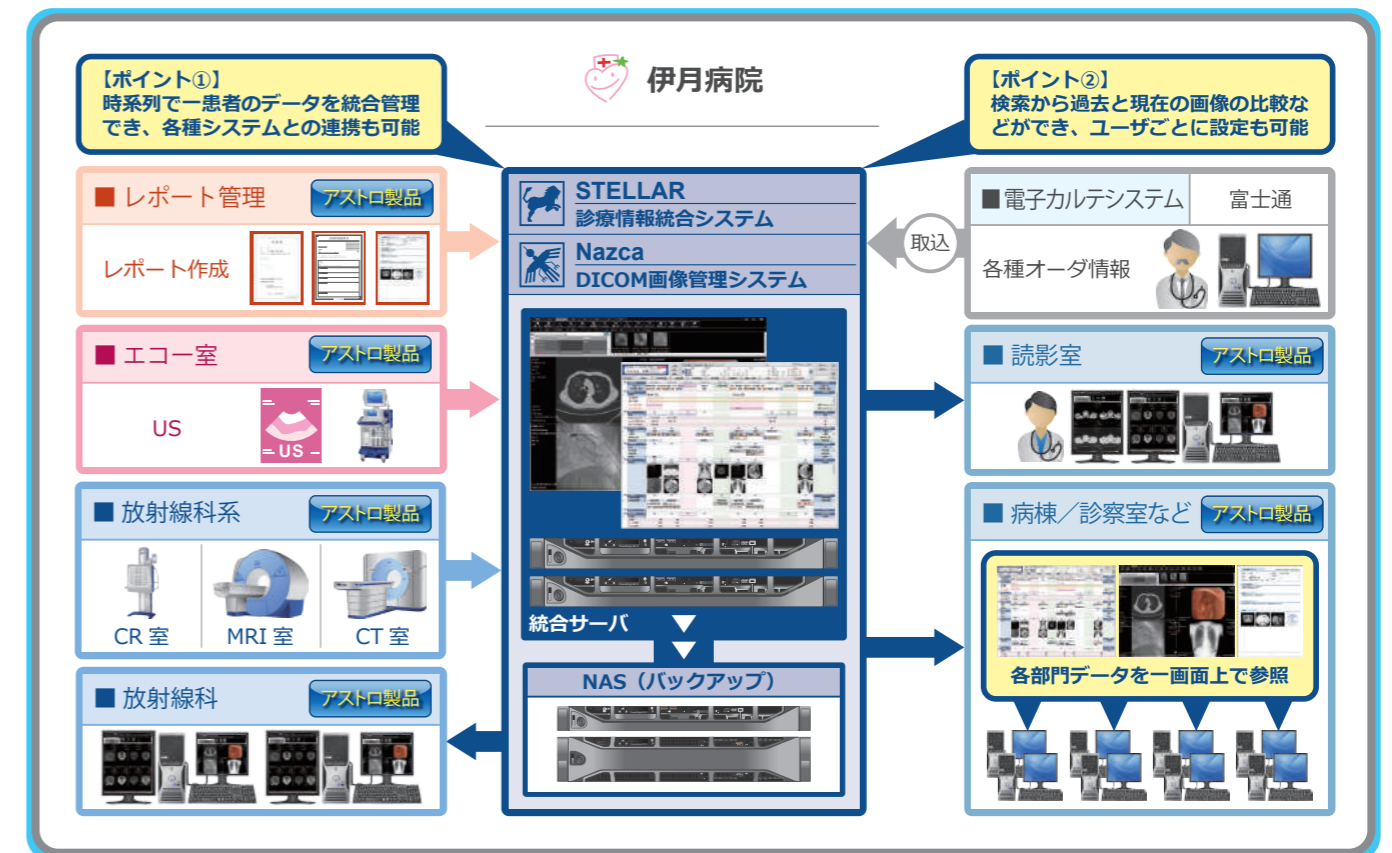 伊月病院
【ポイント①】
時系列で一患者のデータを統合管理
でき、各種システムとの連携も可能
【ポイント②】
検索から過去と現在の画像の比較な
どができ、ユーザごとに設定も可能
■ レポート管理
アストロ製品
レポート作成
■ エコー室
アストロ製品
US
US
■ 放射線科系
アストロ製品
CR 室
MRI 室
CT 室
■ 放射線科
アストロ製品
STELLAR
診療情報統合システム
Nazca
DICOM画像管理システム
統合サーバ
NAS（バックアップ）
■電子カルテシステム
富士通
取込
各種オーダ情報
■ 読影室
アストロ製品
■ 病棟／診察室など
アストロ製品
各部門データを一画面上で参照